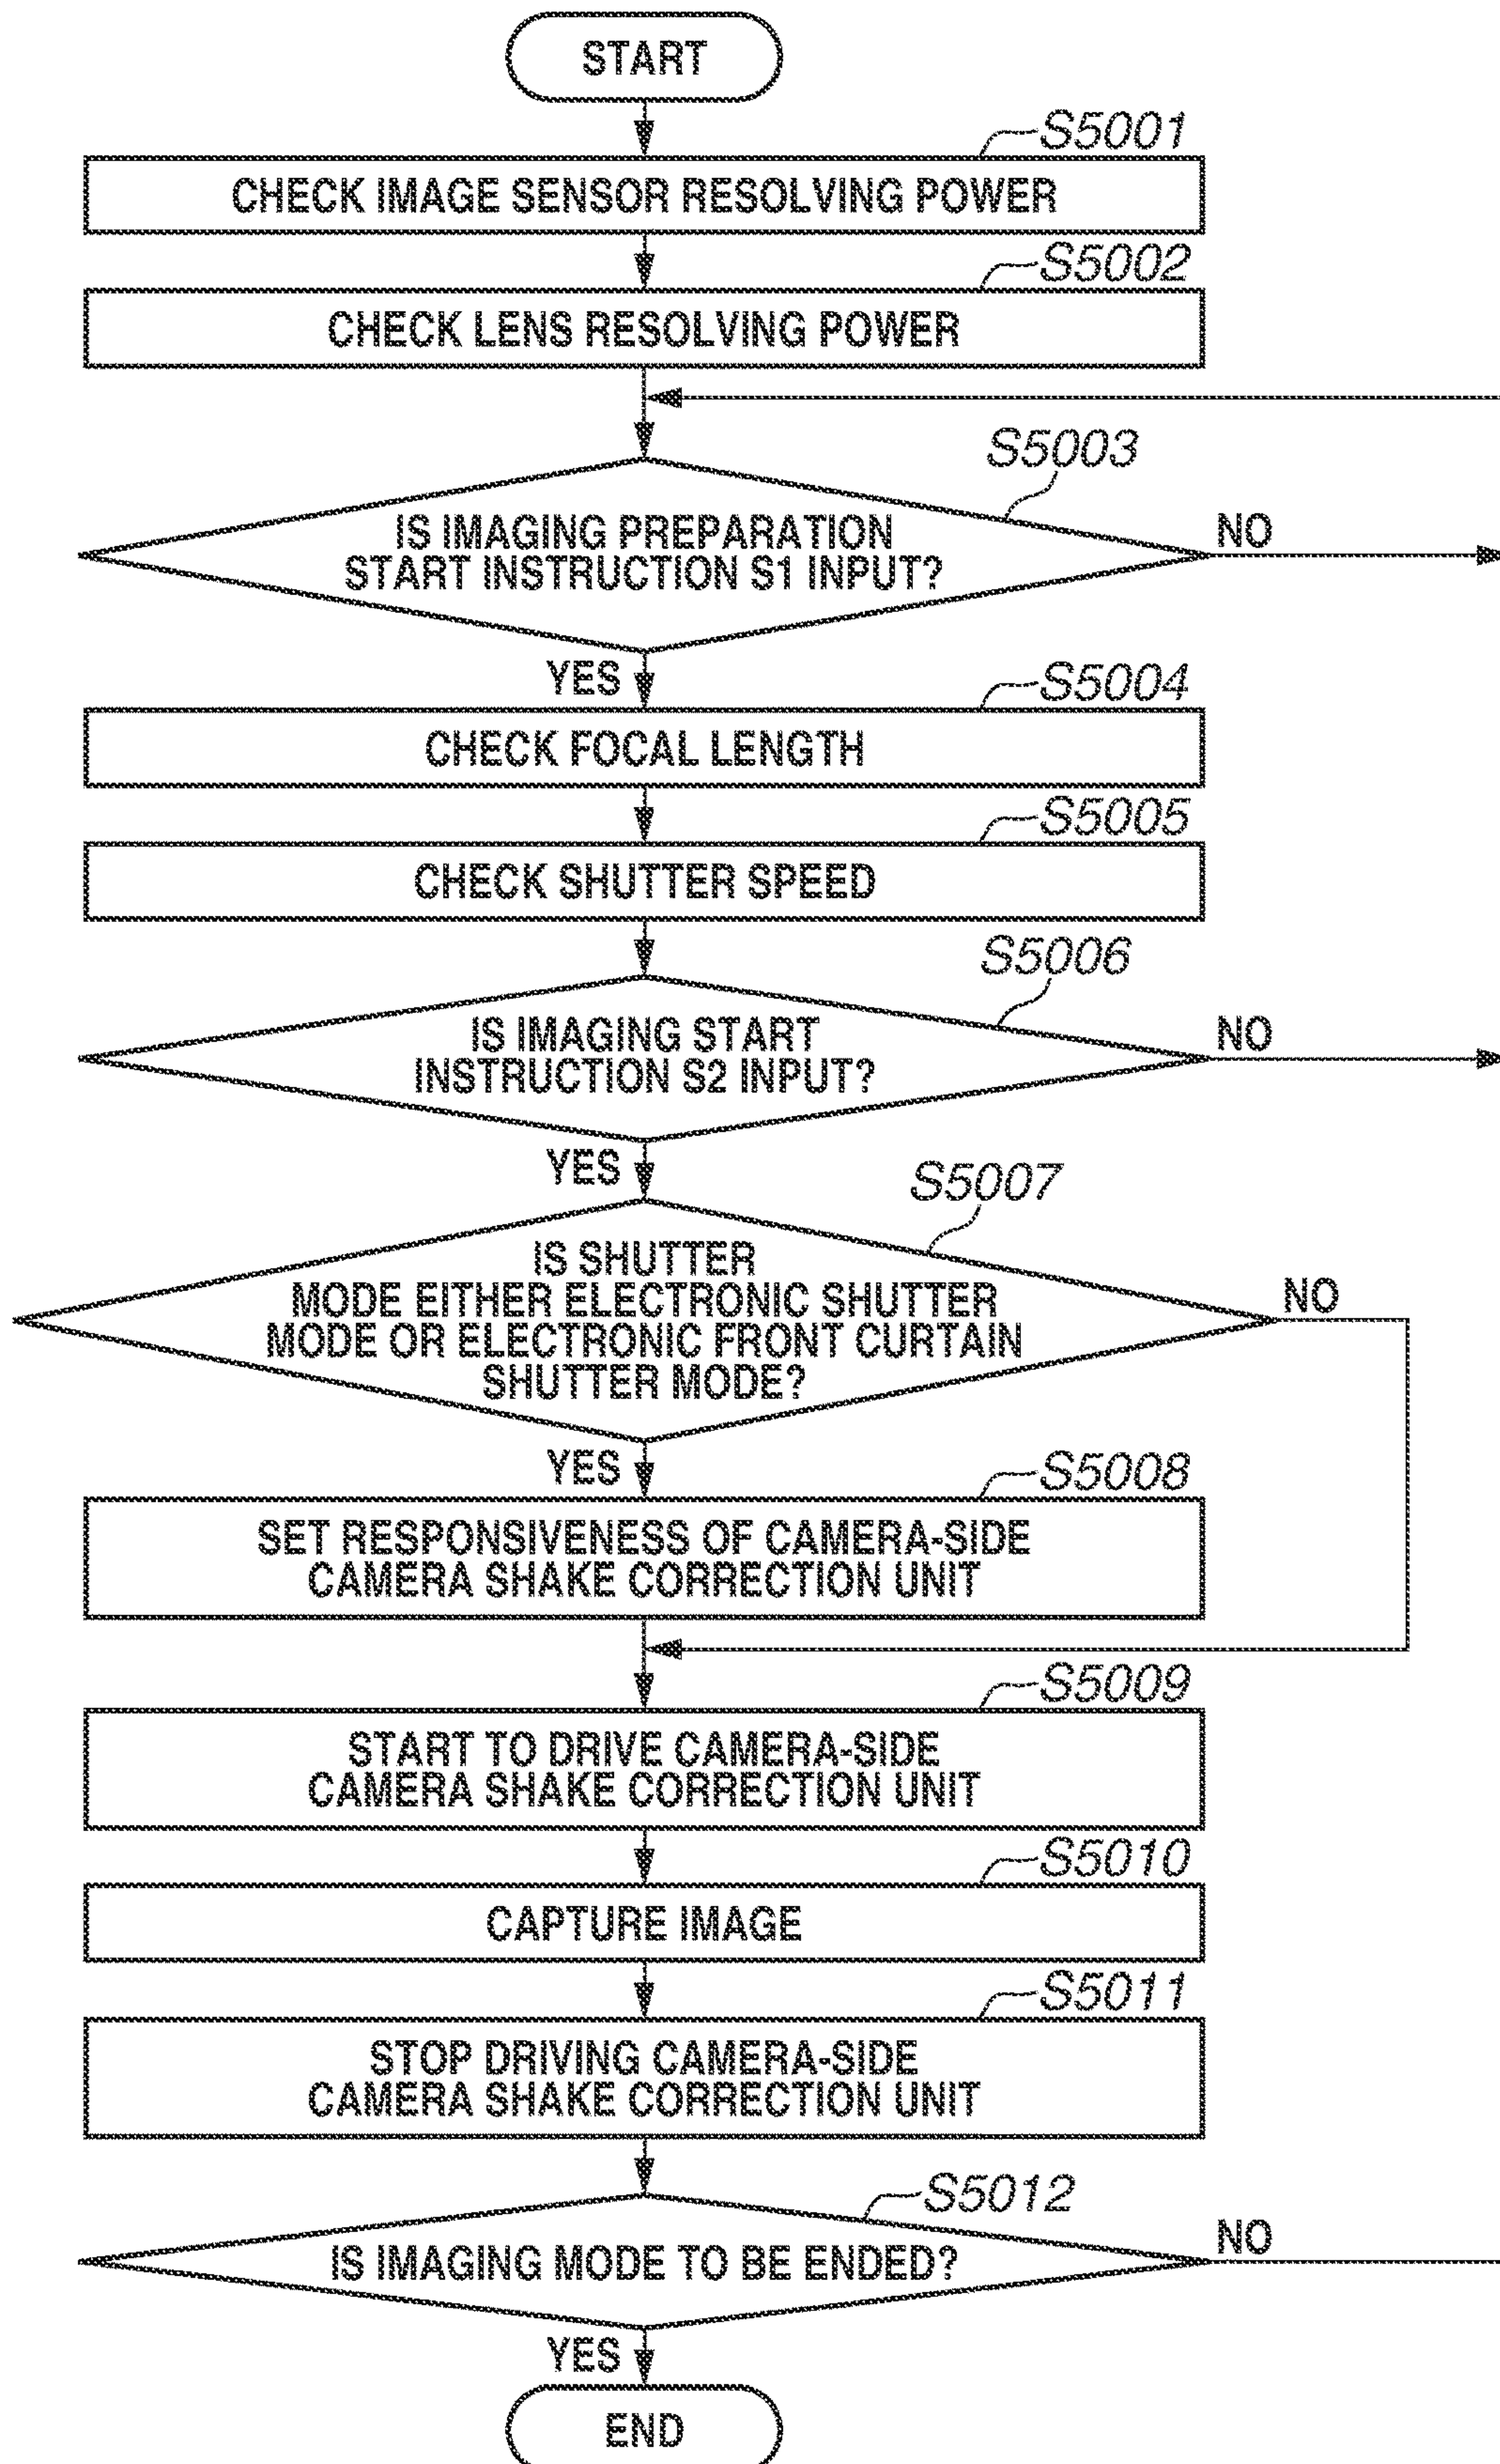 START
S5001
CHECK IMAGE SENSOR RESOLVING POWER
S5002
CHECK LENS RESOLVING POWER
S5003
IS IMAGING PREPARATION
START INSTRUCTION S1 INPUT?
NO
YES
S5004
CHECK FOCAL LENGTH
S5005
CHECK SHUTTER SPEED
S5006
IS IMAGING START
INSTRUCTION S2 INPUT?
NO
YES
S5007
IS SHUTTER
MODE EITHER ELECTRONIC SHUTTER
MODE OR ELECTRONIC FRONT CURTAIN
SHUTTER MODE?
NO
YES
S5008
SET RESPONSIVENESS OF CAMERA-SIDE
CAMERA SHAKE CORRECTION UNIT
S5009
START TO DRIVE CAMERA-SIDE
CAMERA SHAKE CORRECTION UNIT
S5010
CAPTURE IMAGE
S5011
STOP DRIVING CAMERA-SIDE
CAMERA SHAKE CORRECTION UNIT
S5012
IS IMAGING MODE TO BE ENDED?
NO
YES
END